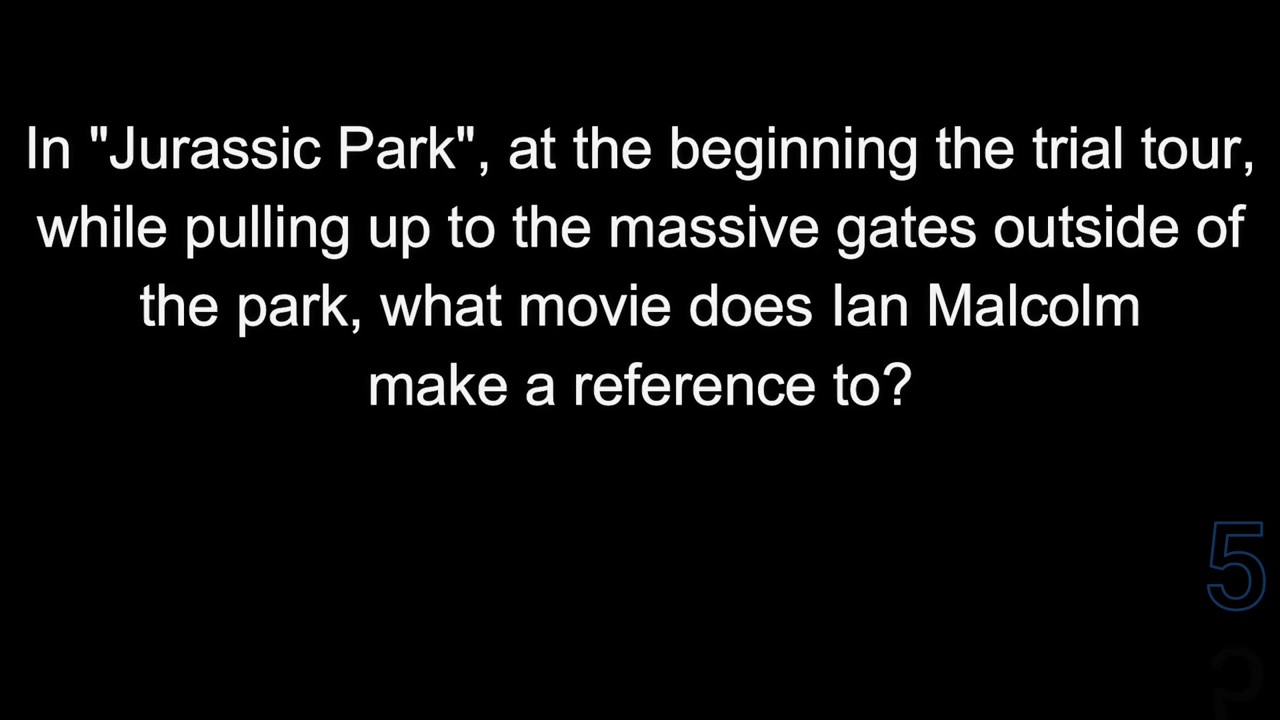 In "Jurassic Park", at the beginning the trial tour,
while pulling up to the massive gates outside of
the park, what movie does Ian Malcolm
make a reference to?
5